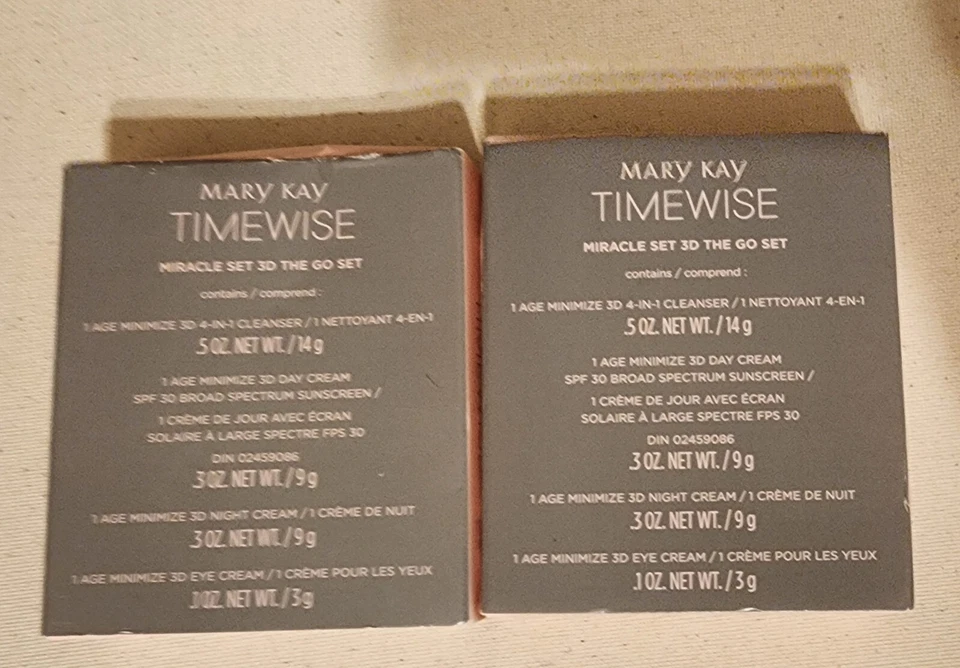 MARY KAY
TIMEWISE
MIRACLE SET 3D THE GO SET
contains / comprend :
1 AGE MINIMIZE 3D 4-IN-1 CLEANSER / 1 NETTOYANT 4-EN-1
.5 OZ. NET WT. / 14 g
1 AGE MINIMIZE 3D DAY CREAM
SPF 30 BROAD SPECTRUM SUNSCREEN /
1 CRÈME DE JOUR AVEC ÉCRAN
SOLAIRE À LARGE SPECTRE FPS 30
DIN 02459086
.3 OZ. NET WT. / 9 g
1 AGE MINIMIZE 3D NIGHT CREAM / 1 CRÈME DE NUIT
.3 OZ. NET WT. / 9 g
1 AGE MINIMIZE 3D EYE CREAM / 1 CRÈME POUR LES YEUX
.1 OZ. NET WT. / 3 g
MARY KAY
TIMEWISE
MIRACLE SET 3D THE GO SET
contains / comprend :
1 AGE MINIMIZE 3D 4-IN-1 CLEANSER / 1 NETTOYANT 4-EN-1
.5 OZ. NET WT. / 14 g
1 AGE MINIMIZE 3D DAY CREAM
SPF 30 BROAD SPECTRUM SUNSCREEN /
1 CRÈME DE JOUR AVEC ÉCRAN
SOLAIRE À LARGE SPECTRE FPS 30
DIN 02459086
.3 OZ. NET WT. / 9 g
1 AGE MINIMIZE 3D NIGHT CREAM / 1 CRÈME DE NUIT
.3 OZ. NET WT. / 9 g
1 AGE MINIMIZE 3D EYE CREAM / 1 CRÈME POUR LES YEUX
.1 OZ. NET WT. / 3 g